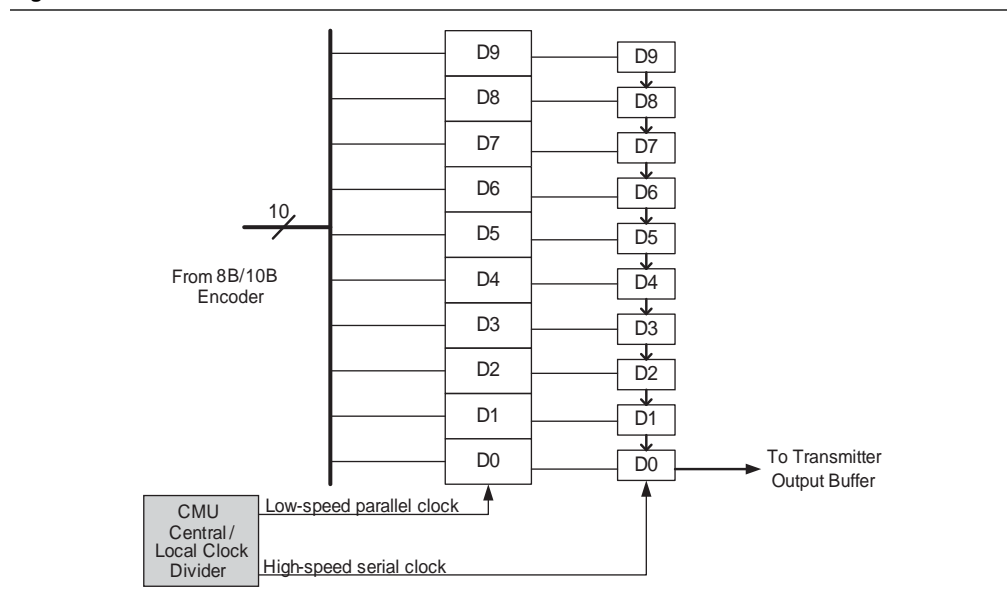 D9 D9
D8 D8
D7 D7
D6 D6
10
D5 D5
From 8B/10B
Encoder
D4 D4
D3 D3
D2 D2
D1 D1
D0 D0
To Transmitter
Output Buffer
CMU
Central/
Local Clock
Divider
Low-speed parallel clock
High-speed serial clock